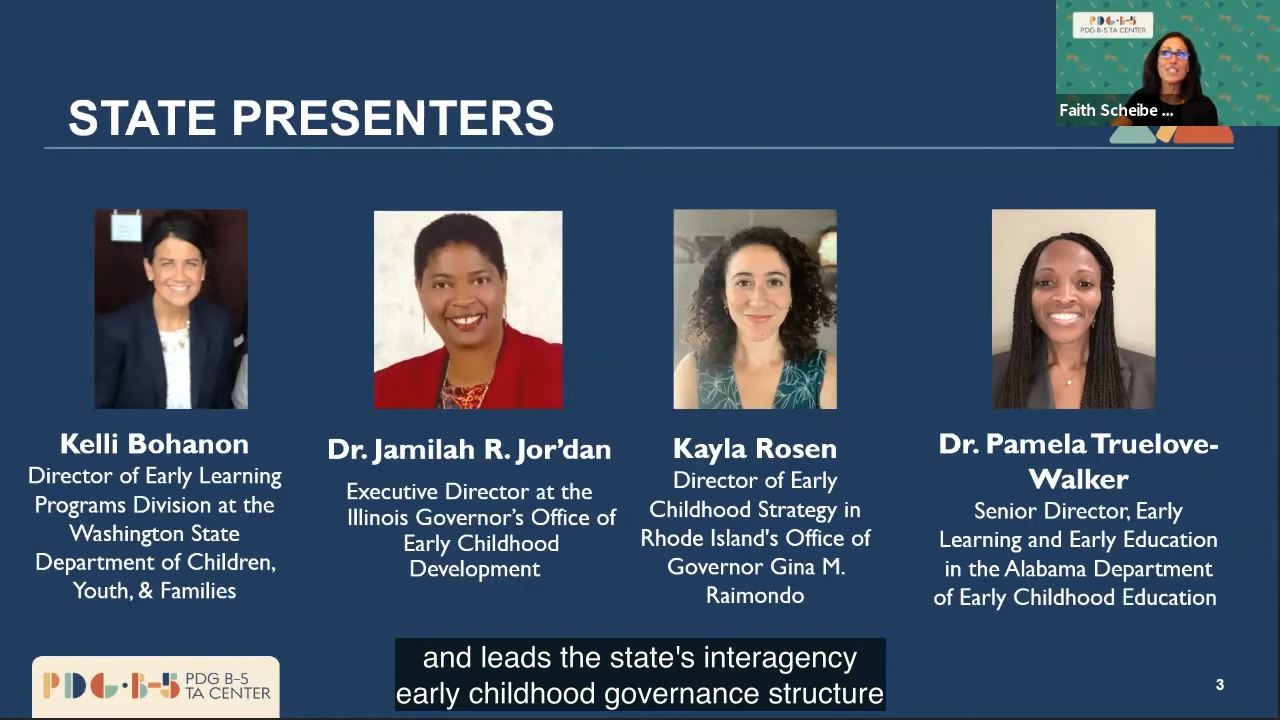 PDG·B–5
PDG B-5 TA CENTER
Faith Scheibe ...
STATE PRESENTERS
Kelli Bohanon
Director of Early Learning
Programs Division at the
Washington State
Department of Children,
Youth, & Families
Dr. Jamilah R. Jor’dan
Executive Director at the
Illinois Governor’s Office of
Early Childhood
Development
Kayla Rosen
Director of Early
Childhood Strategy in
Rhode Island's Office of
Governor Gina M.
Raimondo
Dr. Pamela Truelove-
Walker
Senior Director, Early
Learning and Early Education
in the Alabama Department
of Early Childhood Education
and leads the state's interagency
early childhood governance structure
PDG·B–5
PDG B–5
TA CENTER
3